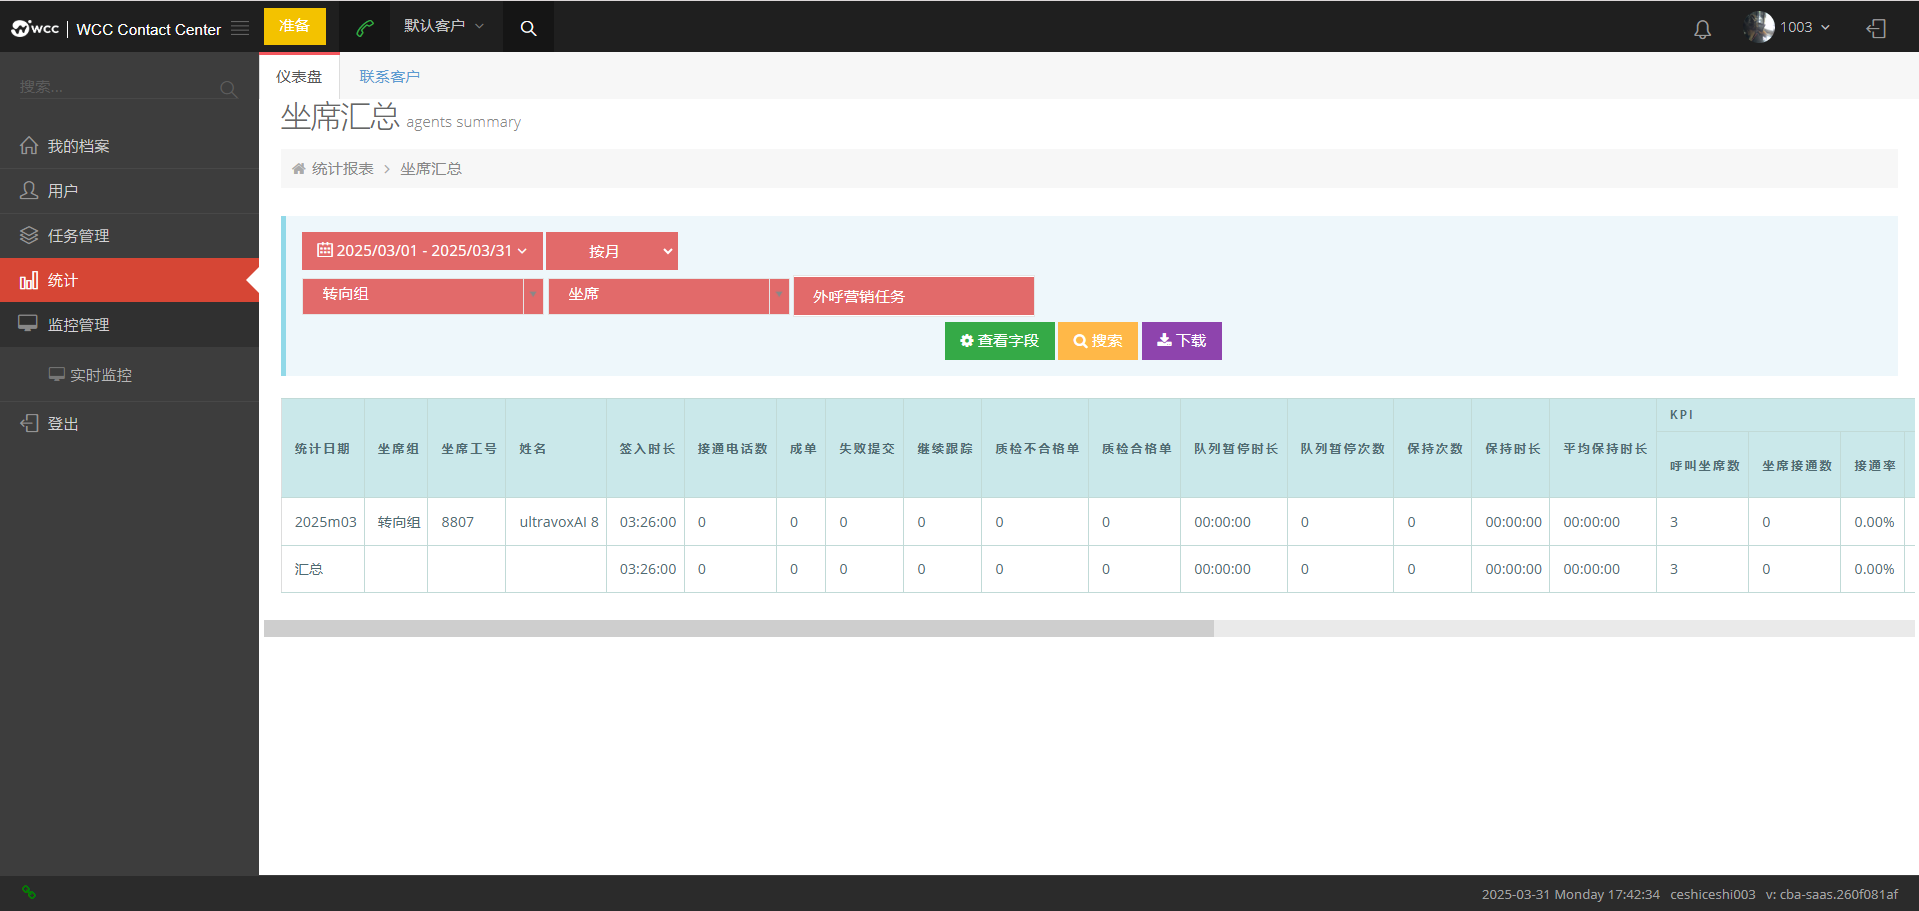 wcc | WCC Contact Center 准备 默认客户 1003
仪表盘 联系客户
搜索...
我的档案
用户
任务管理
统计
监控管理
实时监控
登出
坐席汇总 agents summary
统计报表 > 坐席汇总
2025/03/01 - 2025/03/31 按月
转向组 坐席 外呼营销任务
查看字段 搜索 下载
KPI
统计日期 坐席组 坐席工号 姓名 签入时长 接通电话数 成单 失败提交 继续跟踪 质检不合格单 质检合格单 队列暂停时长 队列暂停次数 保持次数 保持时长 平均保持时长 呼叫坐席数 坐席接通数 接通率
2025m03 转向组 8807 ultravoxAI 8 03:26:00 0 0 0 0 0 0 00:00:00 0 0 00:00:00 00:00:00 3 0 0.00%
汇总 03:26:00 0 0 0 0 0 0 00:00:00 0 0 00:00:00 00:00:00 3 0 0.00%
2025-03-31 Monday 17:42:34 ceshiceshi003 v: cba-saas.260f081af